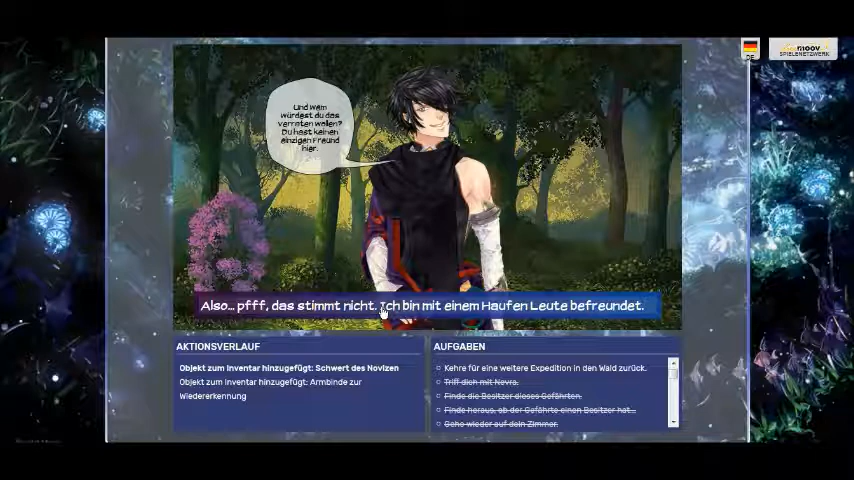 DE
moov
SPIELENETZWERK
Und wem
würdest du das
verraten wollen?
Du hast keinen
einzigen Freund
hier.
Also... pfff, das stimmt nicht. Ich bin mit einem Haufen Leute befreundet.
AKTIONSVERLAUF
Objekt zum Inventar hinzugefügt: Schwert des Novizen
Objekt zum Inventar hinzugefügt: Armbinde zur
Wiedererkennung
AUFGABEN
Kehre für eine weitere Expedition in den Wald zurück.
Triff dich mit Nevra.
Finde die Besitzer dieses Gefährten.
Finde heraus, ob der Gefährte einen Besitzer hat...
Gehe wieder auf dein Zimmer.